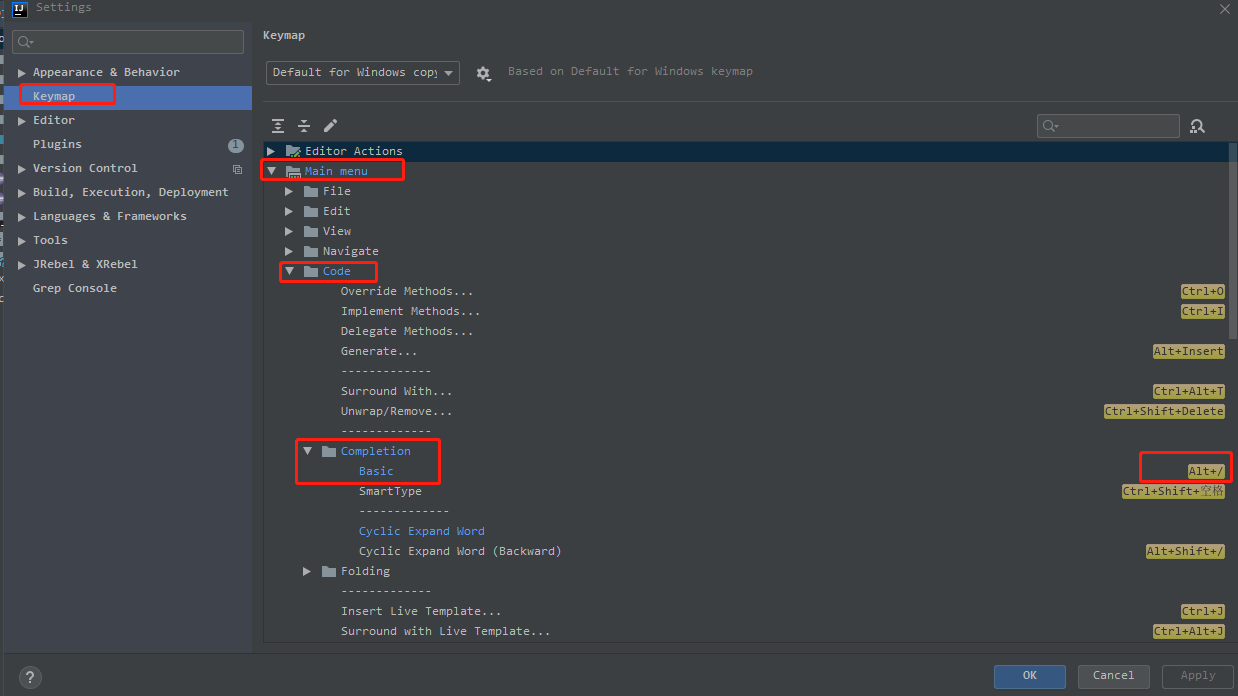 IJ Settings
Keymap
Default for Windows copy Based on Default for Windows keymap
Appearance & Behavior
Keymap
Editor
Plugins 1
Version Control
Build, Execution, Deployment
Languages & Frameworks
Tools
JRebel & XRebel
Grep Console
Editor Actions
Main menu
File
Edit
View
Navigate
Code
Override Methods... Ctrl+O
Implement Methods... Ctrl+I
Delegate Methods...
Generate... Alt+Insert
-------------
Surround With... Ctrl+Alt+T
Unwrap/Remove... Ctrl+Shift+Delete
-------------
Completion
Basic Alt+/
SmartType Ctrl+Shift+空格
-------------
Cyclic Expand Word
Cyclic Expand Word (Backward) Alt+Shift+/
Folding
-------------
Insert Live Template... Ctrl+J
Surround with Live Template... Ctrl+Alt+J
? OK Cancel Apply